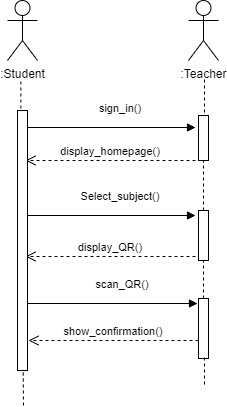 :Student
:Teacher
sign_in()
display_homepage()
Select_subject()
display_QR()
scan_QR()
show_confirmation()